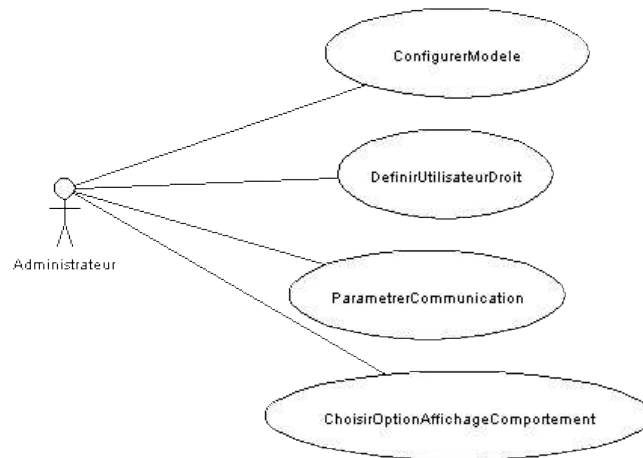 ConfigurerModele
DefinirUtilisateurDroit
Administrateur
ParametrerCommunication
ChoisirOptionAffichageComportement